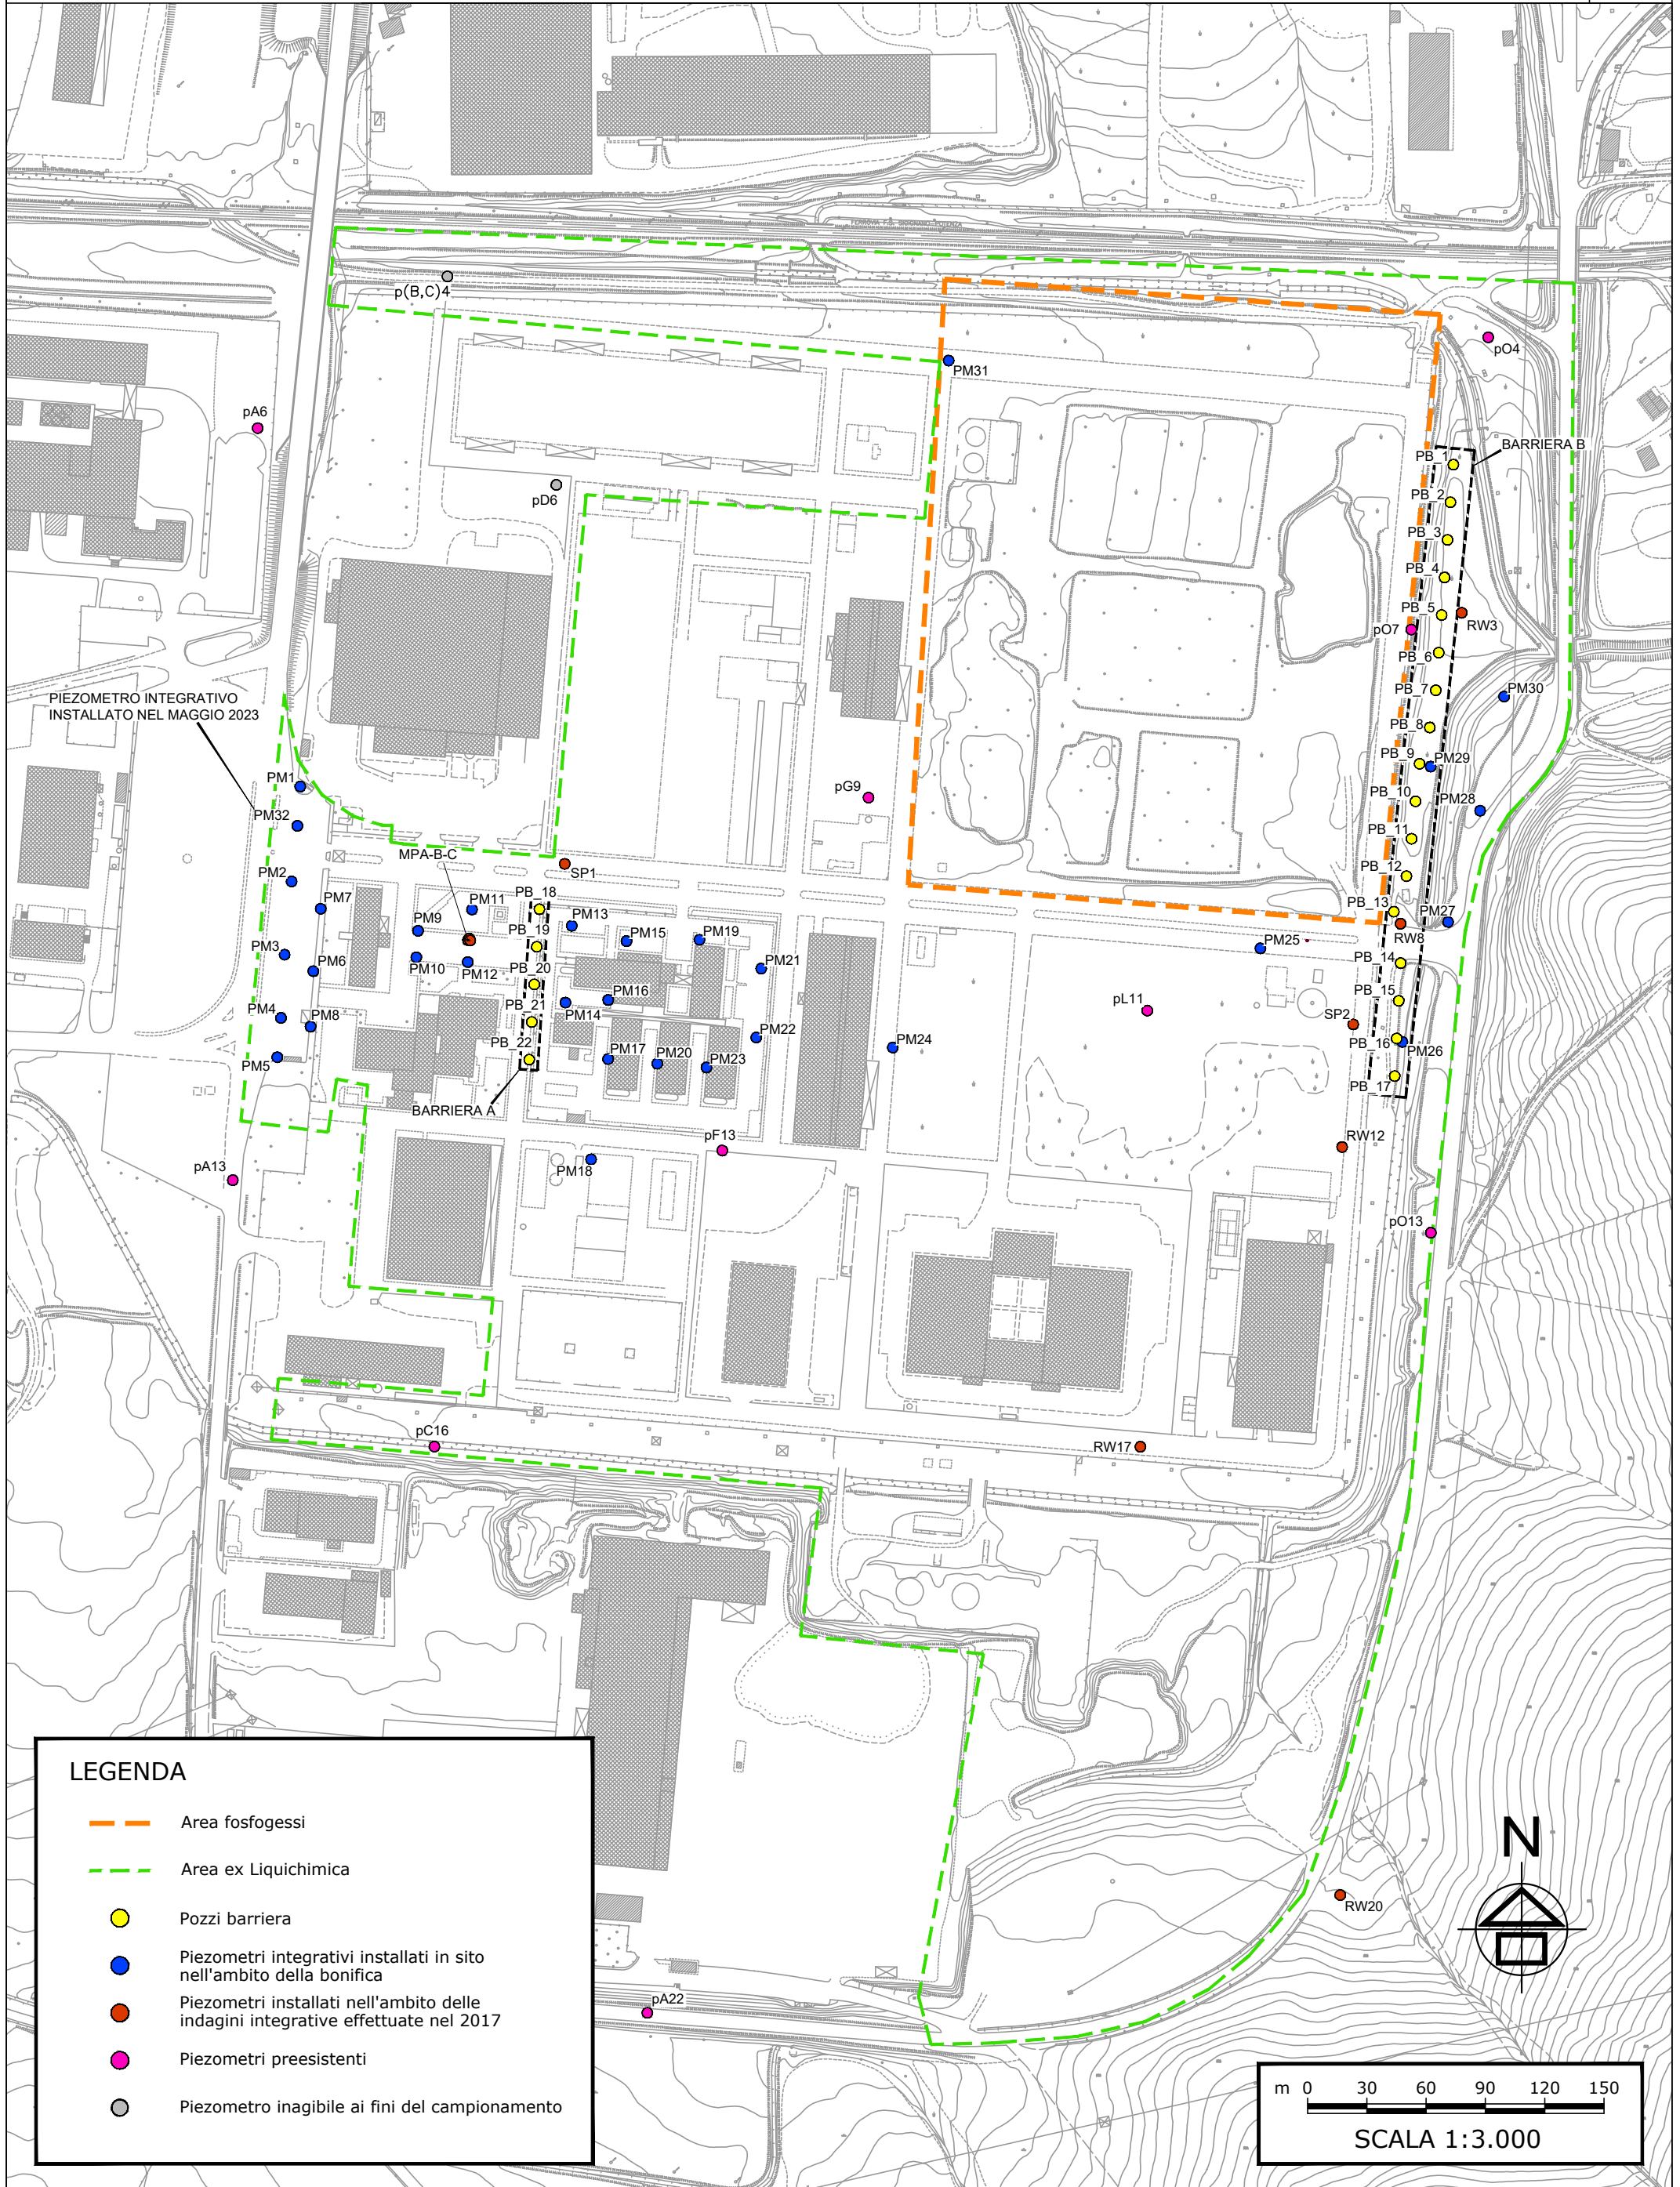 p(B,C)4
PM31
pO4
pA6
BARRIERA B
PB_1
PB_2
pD6
PB_3
PB_4
PB_5
RW3
pO7
PB_6
PIEZOMETRO INTEGRATIVO
INSTALLATO NEL MAGGIO 2023
PB_7
PM30
PB_8
PB_9
PM29
PM1
pG9
PB_10
PM28
PM32
PB_11
MPA-B-C
PM2
SP1
PB_12
PM7
PM11
PB_18
PB_13
PM27
PM9
PM13
RW8
PB_19
PM15
PM19
PM25
PM3
PM10
PM12
PM6
PB_20
PM21
PB_14
PM4
PM8
PB_21
PM14
PM16
pL11
PB_15
SP2
PM5
PB_22
PM17
PM20
PM22
PM23
PM24
PB_16
PM26
PB_17
BARRIERA A
pA13
PM18
pF13
RW12
pO13
pC16
RW17
RW20
pA22
LEGENDA
Area fosfogessi
Area ex Liquichimica
Pozzi barriera
Piezometri integrativi installati in sito
nell'ambito della bonifica
Piezometri installati nell'ambito delle
indagini integrative effettuate nel 2017
Piezometri preesistenti
Piezometro inagibile ai fini del campionamento
N
m 0 30 60 90 120 150
SCALA 1:3.000